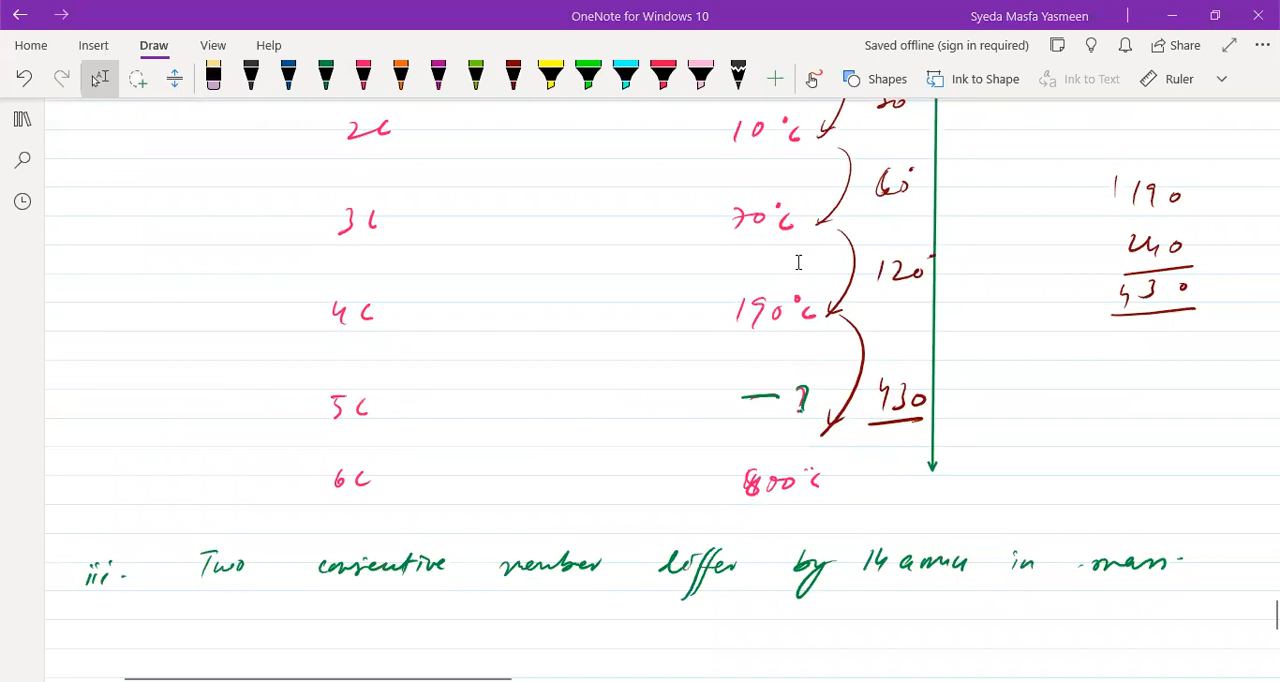 OneNote for Windows 10
Syeda Masfa Yasmeen
Home Insert Draw View Help
Saved offline (sign in required)
Share
Shapes
Ink to Shape
Ink to Text
Ruler
2C 10°C
60°
3C 70°C
120°
4C 190°C
5C — ?
430
6C 800°C
190
240
430
iii. Two consentive member differ by 14 amu in mass.